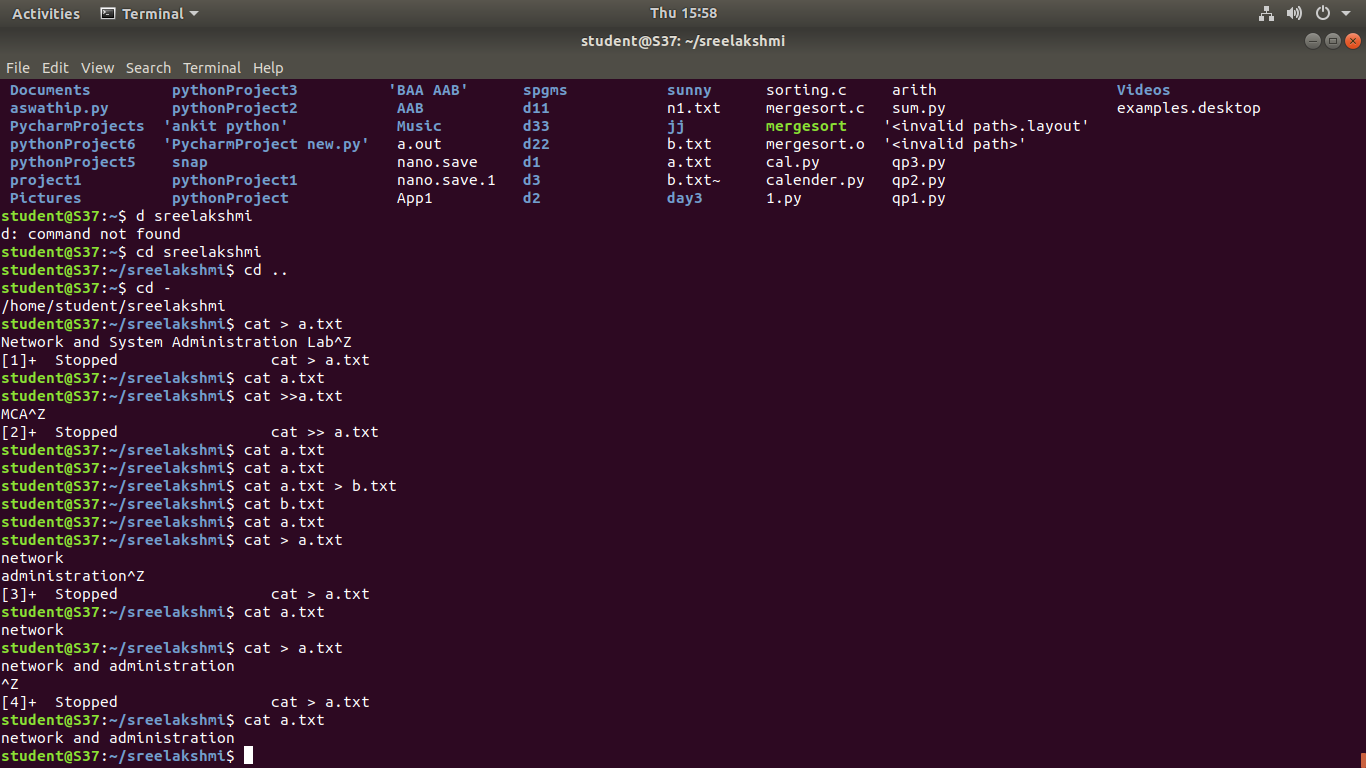 Activities Terminal Thu 15:58
student@S37: ~/sreelakshmi
File Edit View Search Terminal Help
Documents pythonProject3 'BAA AAB' spgms sunny sorting.c arith Videos
aswathip.py pythonProject2 AAB d11 n1.txt mergesort.c sum.py examples.desktop
PycharmProjects 'ankit python' Music d33 jj mergesort '<invalid path>.layout'
pythonProject6 'PycharmProject new.py' a.out d22 b.txt mergesort.o '<invalid path>'
pythonProject5 snap nano.save d1 a.txt cal.py qp3.py
project1 pythonProject1 nano.save.1 d3 b.txt~ calender.py qp2.py
Pictures pythonProject App1 d2 day3 1.py qp1.py
student@S37:~$ d sreelakshmi
d: command not found
student@S37:~$ cd sreelakshmi
student@S37:~/sreelakshmi$ cd ..
student@S37:~$ cd -
/home/student/sreelakshmi
student@S37:~/sreelakshmi$ cat > a.txt
Network and System Administration Lab^Z
[1]+  Stopped                 cat > a.txt
student@S37:~/sreelakshmi$ cat a.txt
student@S37:~/sreelakshmi$ cat >>a.txt
MCA^Z
[2]+  Stopped                 cat >> a.txt
student@S37:~/sreelakshmi$ cat a.txt
student@S37:~/sreelakshmi$ cat a.txt
student@S37:~/sreelakshmi$ cat a.txt > b.txt
student@S37:~/sreelakshmi$ cat b.txt
student@S37:~/sreelakshmi$ cat a.txt
student@S37:~/sreelakshmi$ cat > a.txt
network
administration^Z
[3]+  Stopped                 cat > a.txt
student@S37:~/sreelakshmi$ cat a.txt
network
student@S37:~/sreelakshmi$ cat > a.txt
network and administration
^Z
[4]+  Stopped                 cat > a.txt
student@S37:~/sreelakshmi$ cat a.txt
network and administration
student@S37:~/sreelakshmi$